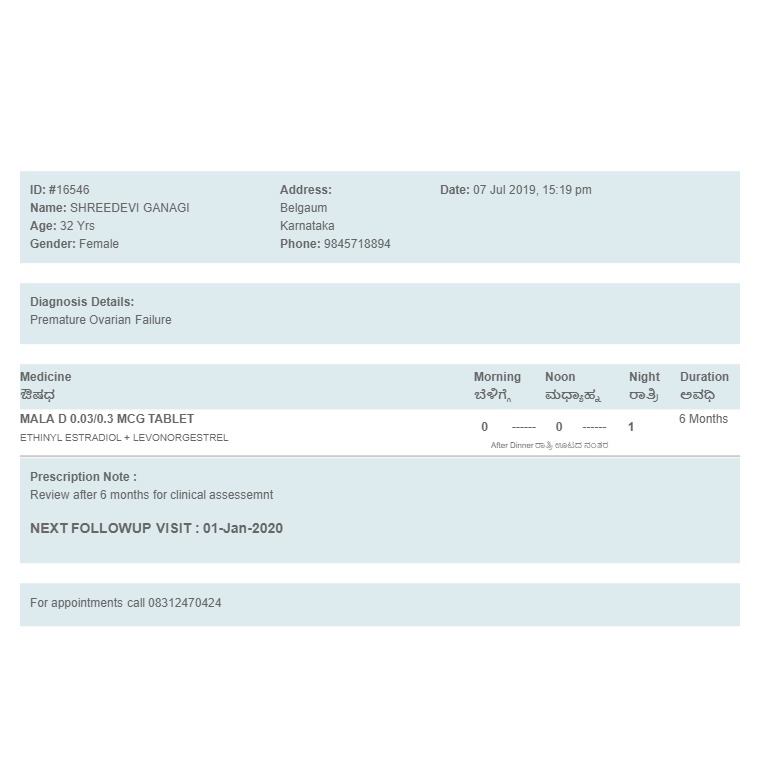 ID: #16546
Name: SHREEDEVI GANAGI
Age: 32 Yrs
Gender: Female
Address:
Belgaum
Karnataka
Phone: 9845718894
Date: 07 Jul 2019, 15:19 pm
Diagnosis Details:
Premature Ovarian Failure
Medicine Morning Noon Night Duration
ಔಷಧ ಬೆಳಿಗ್ಗೆ ಮಧ್ಯಾಹ್ನ ರಾತ್ರಿ ಅವಧಿ
MALA D 0.03/0.3 MCG TABLET 6 Months
0 ------ 0 ------ 1
ETHINYL ESTRADIOL + LEVONORGESTREL
After Dinner ರಾತ್ರಿ ಊಟದ ನಂತರ
Prescription Note :
Review after 6 months for clinical assessemnt
NEXT FOLLOWUP VISIT : 01-Jan-2020
For appointments call 08312470424